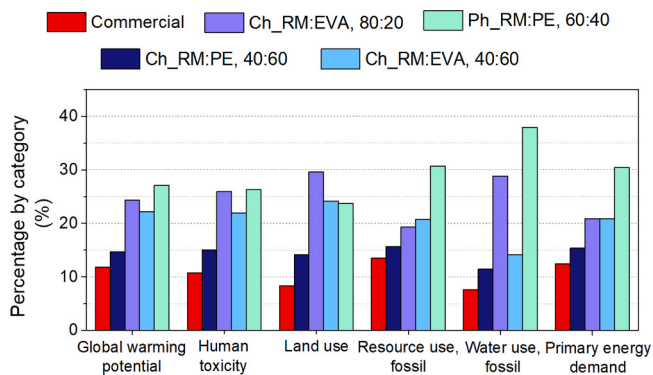 Commercial
Ch_RM:EVA, 80:20
Ph_RM:PE, 60:40
Ch_RM:PE, 40:60
Ch_RM:EVA, 40:60
Percentage by category
(%)
40
30
20
10
0
Global warming
potential
Human
toxicity
Land use
Resource use,
fossil
Water use,
fossil
Primary energy
demand